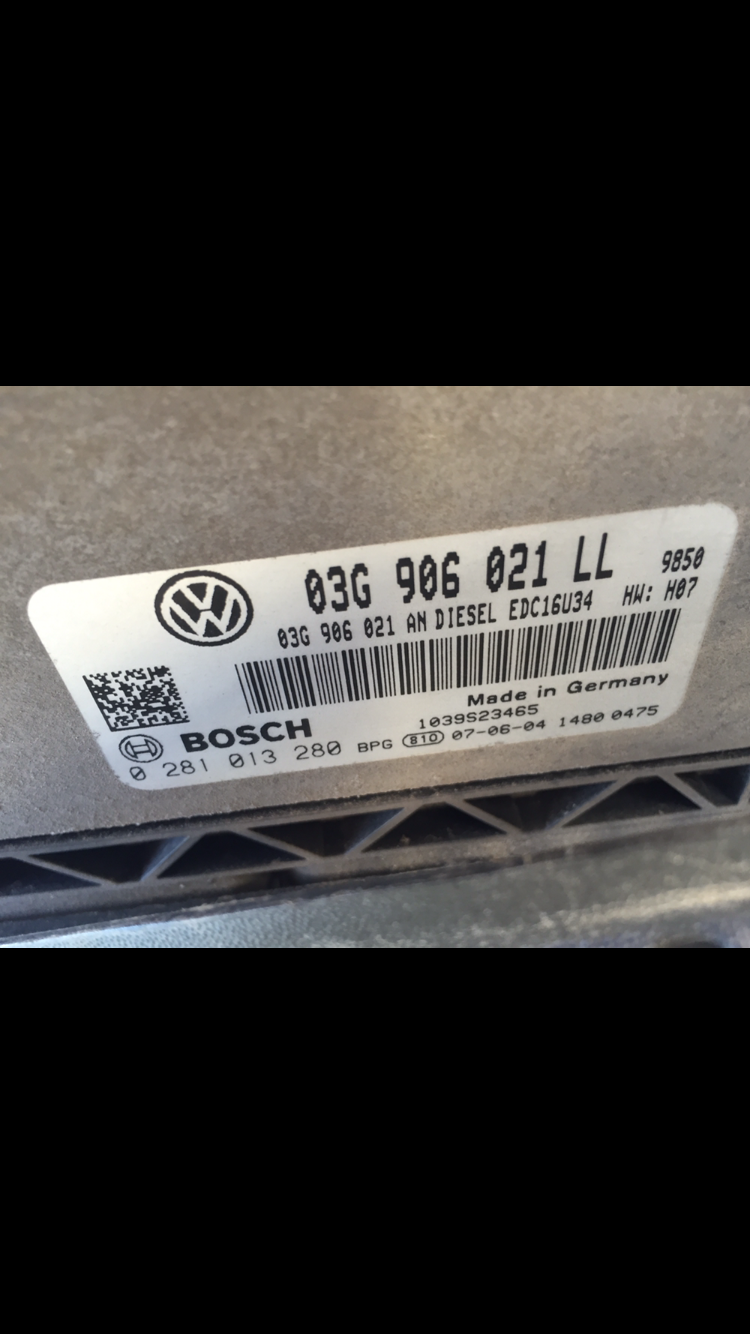 03G 906 021 LL 9850
03G 906 021 AN DIESEL EDC16U34 HW: H07
Made in Germany
BOSCH 1039S23465
0 281 013 280 BPG B10 07-06-04 1480 0475